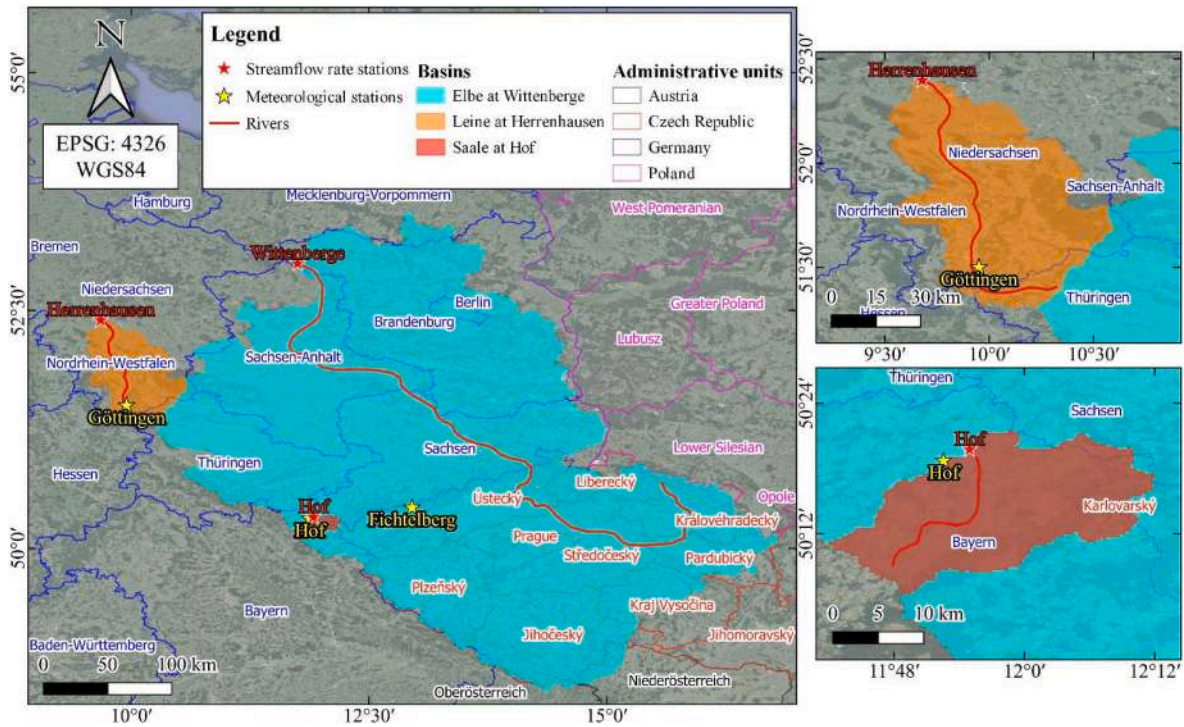 N
EPSG: 4326
WGS84
Legend
Streamflow rate stations
Meteorological stations
Rivers
Basins
Elbe at Wittenberge
Leine at Herrenhausen
Saale at Hof
Administrative units
Austria
Czech Republic
Germany
Poland
55°0′
52°30′
50°0′
10°0′
12°30′
15°0′
Hamburg
Mecklenburg-Vorpommern
West Pomeranian
Bremen
Wittenberge
Niedersachsen
Berlin
Greater Poland
Herrenhausen
Brandenburg
Lubusz
Nordrhein-Westfalen
Sachsen-Anhalt
Göttingen
Sachsen
Lower Silesian
Hessen
Thüringen
Liberecký
Opole
Ústecký
Hof
Hof
Fichtelberg
Královéhradecký
Prague
Středočeský
Pardubický
Plzeňský
Kraj Vysočina
Bayern
Jihočeský
Jihomoravský
Baden-Württemberg
Niederösterreich
Oberösterreich
0 50 100 km
52°30′
52°0′
51°30′
Herrenhausen
Niedersachsen
Sachsen-Anhalt
Nordrhein-Westfalen
Göttingen
Thüringen
Hessen
0 15 30 km
9°30′
10°0′
10°30′
50°24′
50°12′
Thüringen
Sachsen
Hof
Hof
Karlovarský
Bayern
0 5 10 km
11°48′
12°0′
12°12′